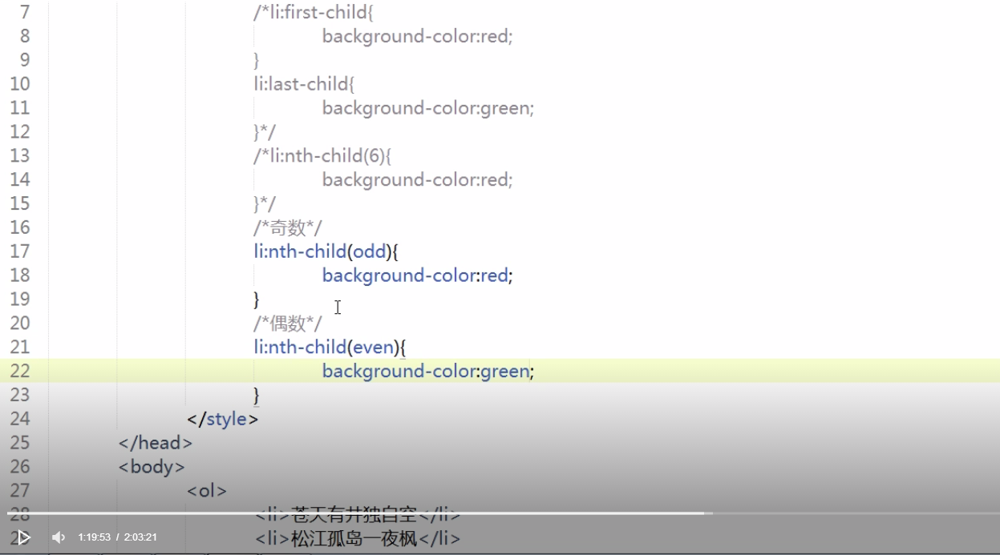 7 /*li:first-child{
8 background-color:red;
9 }
10 li:last-child{
11 background-color:green;
12 }*/
13 /*li:nth-child(6){
14 background-color:red;
15 }*/
16 /*奇数*/
17 li:nth-child(odd){
18 background-color:red;
19 }
20 /*偶数*/
21 li:nth-child(even){
22 background-color:green;
23 }
24 </style>
25 </head>
26 <body>
27 <ol>
28 <li>苍天有井独自空</li>
29 <li>松江孤岛一夜枫</li>
1:19:53 / 2:03:21